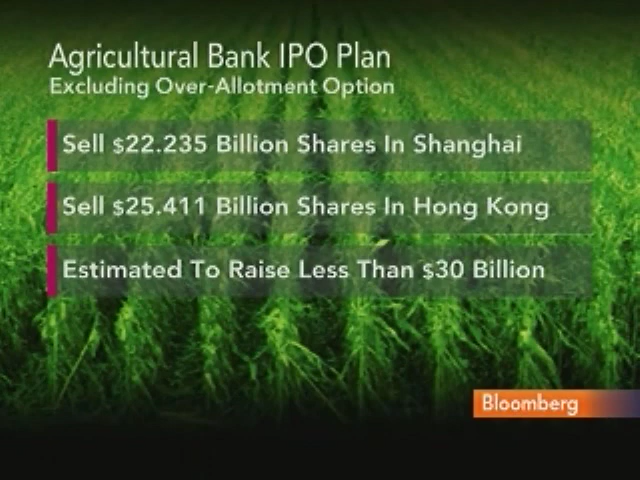 Agricultural Bank IPO Plan
Excluding Over-Allotment Option
Sell $22.235 Billion Shares In Shanghai
Sell $25.411 Billion Shares In Hong Kong
Estimated To Raise Less Than $30 Billion
Bloomberg